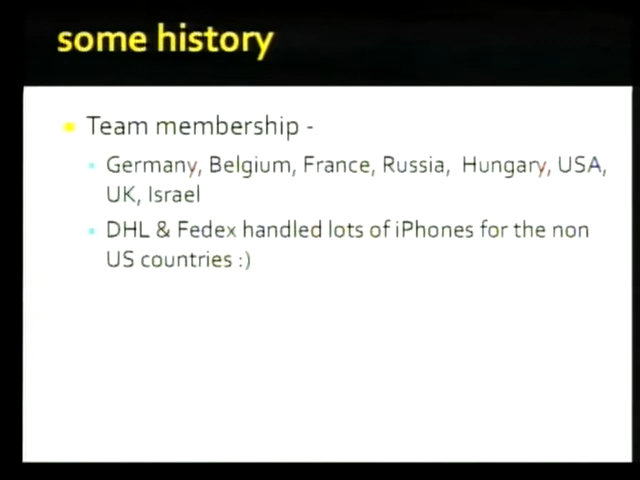 some history
Team membership -
Germany, Belgium, France, Russia, Hungary, USA,
UK, Israel
DHL & Fedex handled lots of iPhones for the non
US countries :)